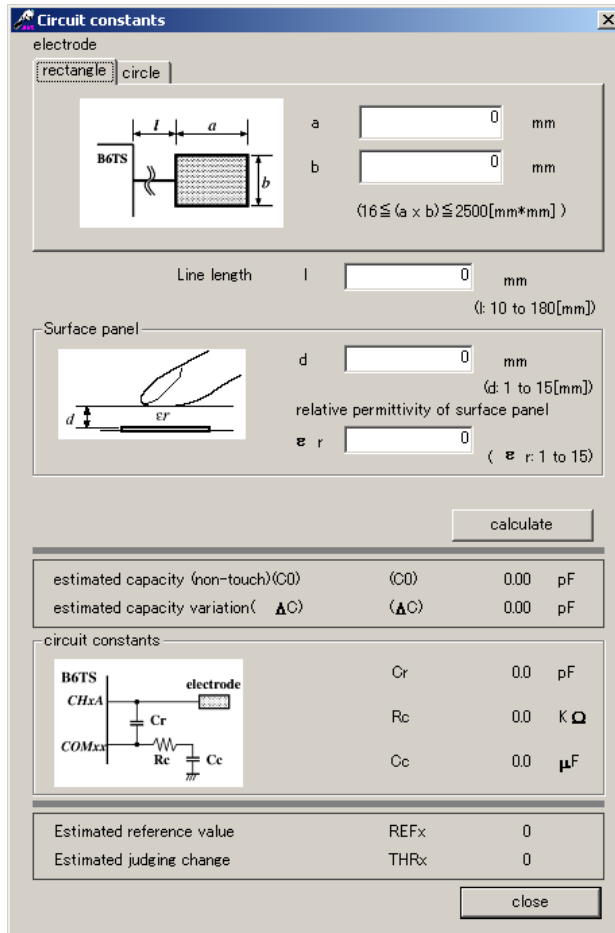 Circuit constants
electrode
rectangle circle
l a
B6TS
b
a 0 mm
b 0 mm
(16≦(a x b)≦2500[mm*mm] )
Line length l 0 mm
(l: 10 to 180[mm])
Surface panel
d εr
d 0 mm
(d: 1 to 15[mm])
relative permittivity of surface panel
ε r 0
( ε r: 1 to 15)
calculate
estimated capacity (non-touch)(C0) (C0) 0.00 pF
estimated capacity variation( ΔC) (ΔC) 0.00 pF
circuit constants
B6TS
electrode
CHxA
Cr
COMxx
Rc Cc
Cr 0.0 pF
Rc 0.0 KΩ
Cc 0.0 μF
Estimated reference value REFx 0
Estimated judging change THRx 0
close